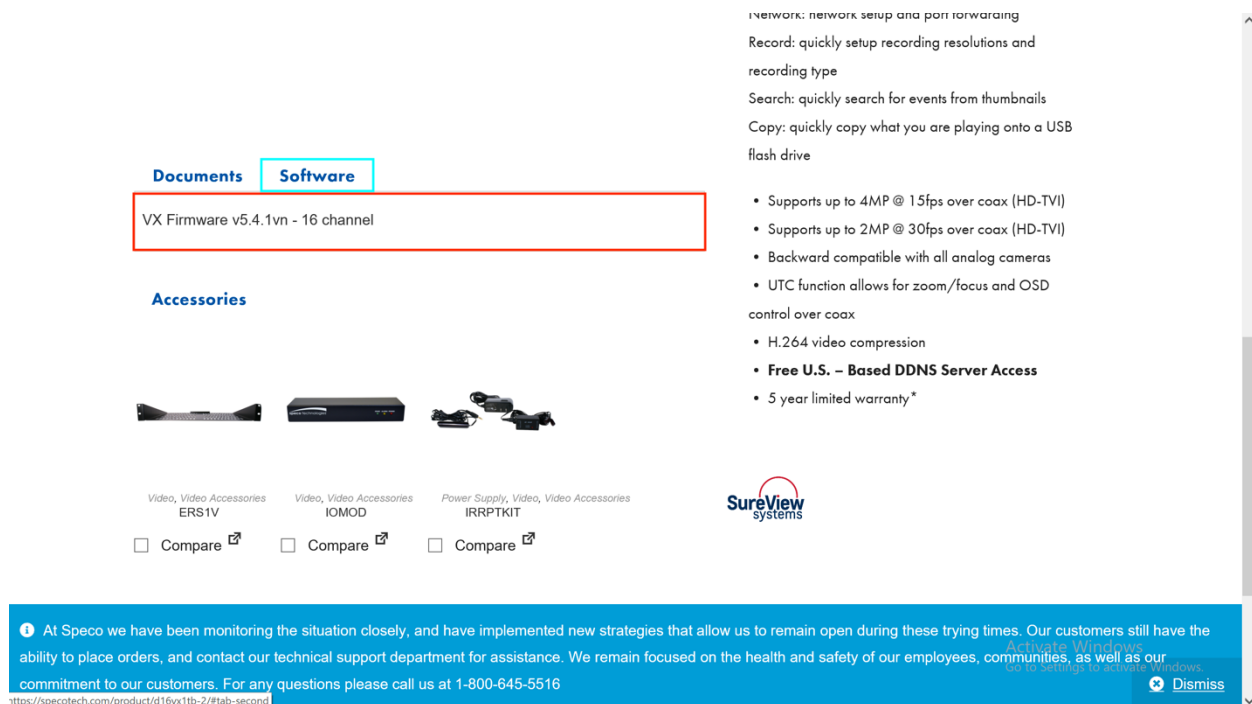 Network: network setup and port forwarding
Record: quickly setup recording resolutions and
recording type
Search: quickly search for events from thumbnails
Copy: quickly copy what you are playing onto a USB
flash drive
Documents Software
VX Firmware v5.4.1vn - 16 channel
Accessories
• Supports up to 4MP @ 15fps over coax (HD-TVI)
• Supports up to 2MP @ 30fps over coax (HD-TVI)
• Backward compatible with all analog cameras
• UTC function allows for zoom/focus and OSD
control over coax
• H.264 video compression
• Free U.S. – Based DDNS Server Access
• 5 year limited warranty*
Video, Video Accessories
ERS1V
Compare
Video, Video Accessories
IOMOD
Compare
Power Supply, Video, Video Accessories
IRRPTKIT
Compare
SureView
systems
At Speco we have been monitoring the situation closely, and have implemented new strategies that allow us to remain open during these trying times. Our customers still have the
ability to place orders, and contact our technical support department for assistance. We remain focused on the health and safety of our employees, communities, as well as our
commitment to our customers. For any questions please call us at 1-800-645-5516
Activate Windows
Go to Settings to activate Windows.
Dismiss
https://specotech.com/product/d16vx1tb-2/#tab-second